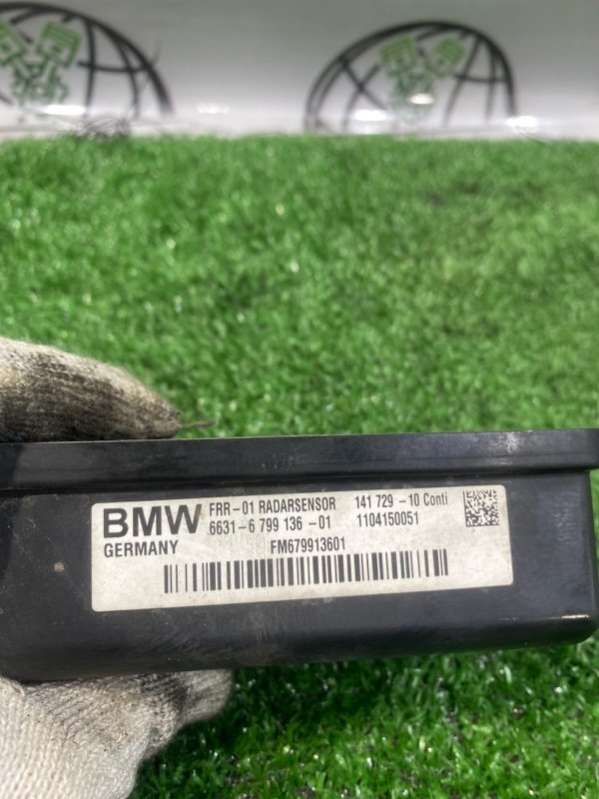 BMW FRR-01 RADARSENSOR 141 729-10 Conti
6631-6 799 136-01 1104150051
GERMANY FM679913601